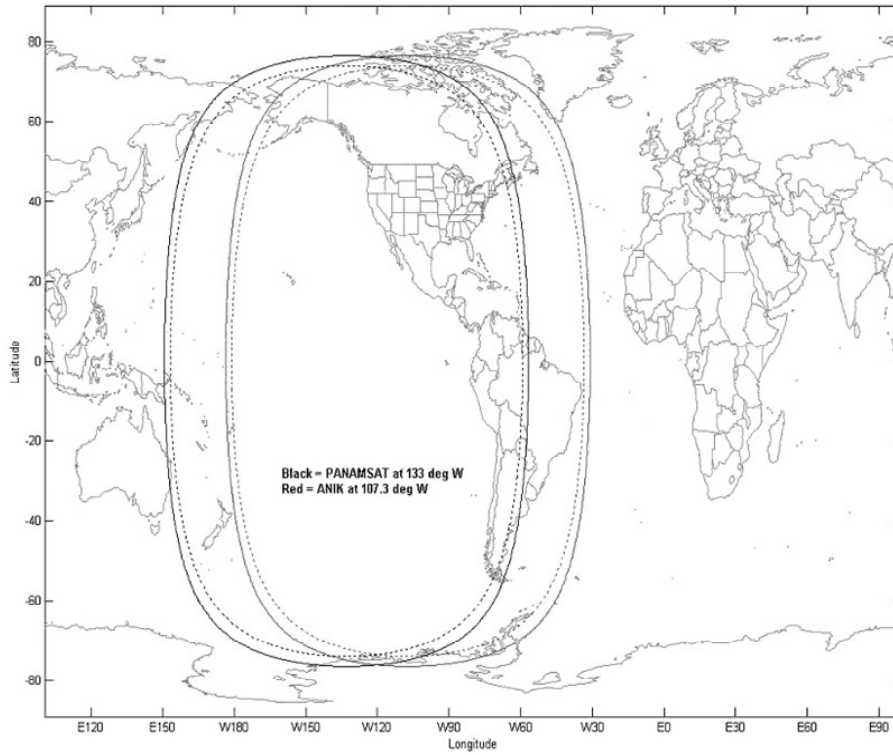 80
60
40
20
0
-20
-40
-60
-80
Latitude
Black = PANAMSAT at 133 deg W
Red = ANIK at 107.3 deg W
E120 E150 W180 W150 W120 W90 W60 W30 E0 E30 E60 E90
Longitude